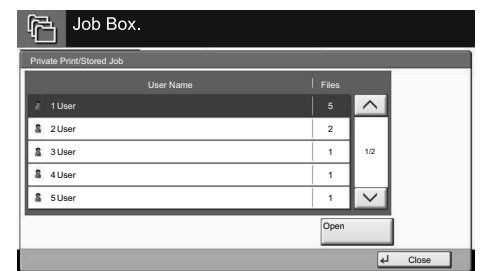 Job Box.
Private Print/Stored Job
User Name Files
1 User 5
2 User 2
3 User 1 1/2
4 User 1
5 User 1
Open
Close